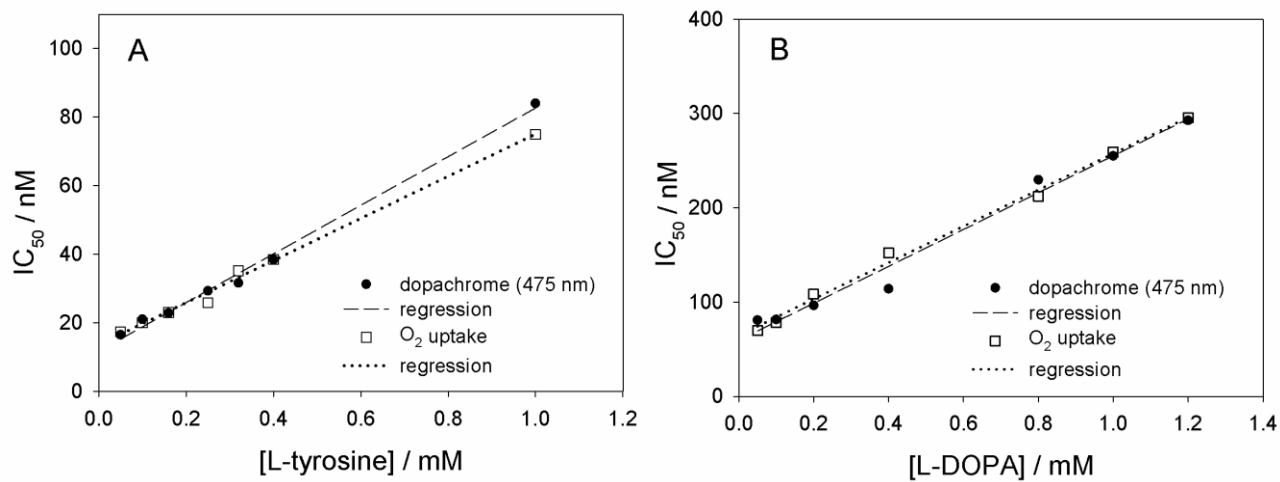 A
IC50 / nM
100
80
60
40
20
0
dopachrome (475 nm)
regression
O2 uptake
regression
0.0 0.2 0.4 0.6 0.8 1.0 1.2
[L-tyrosine] / mM
B
IC50 / nM
400
300
200
100
0
dopachrome (475 nm)
regression
O2 uptake
regression
0.0 0.2 0.4 0.6 0.8 1.0 1.2 1.4
[L-DOPA] / mM